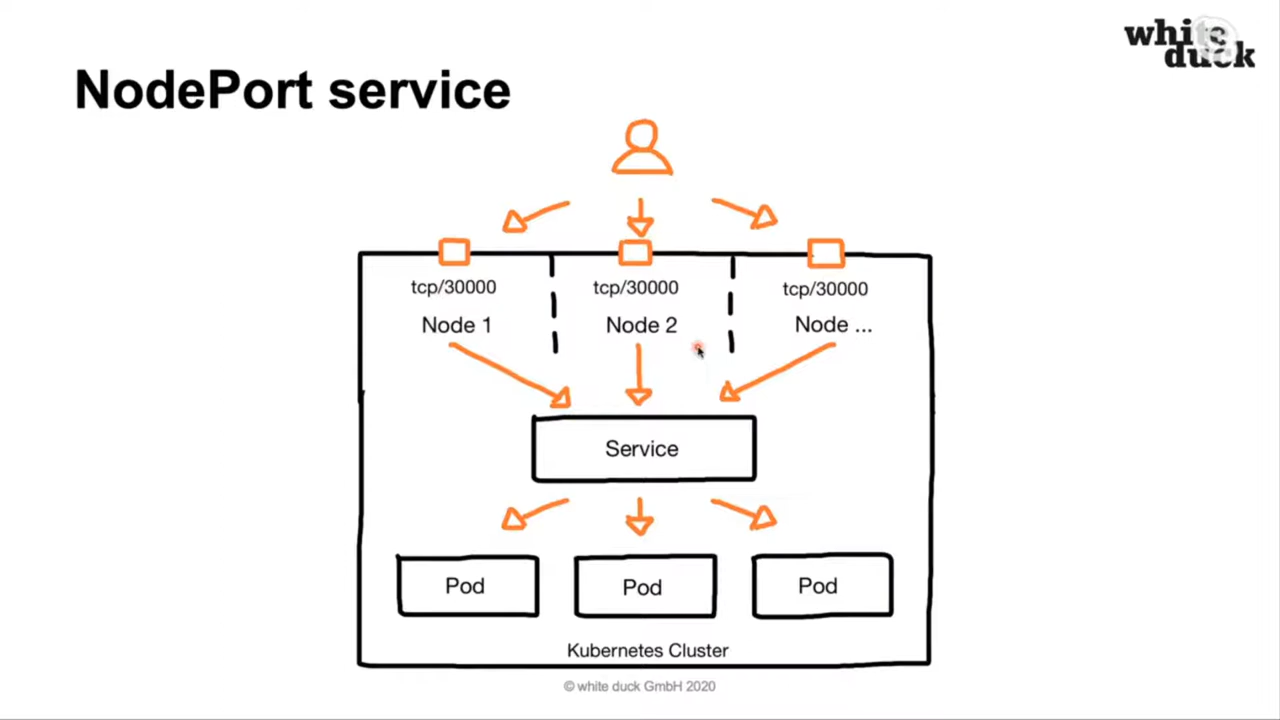 white
duck
NodePort service
tcp/30000 tcp/30000 tcp/30000
Node 1 Node 2 Node ...
Service
Pod Pod Pod
Kubernetes Cluster
© white duck GmbH 2020